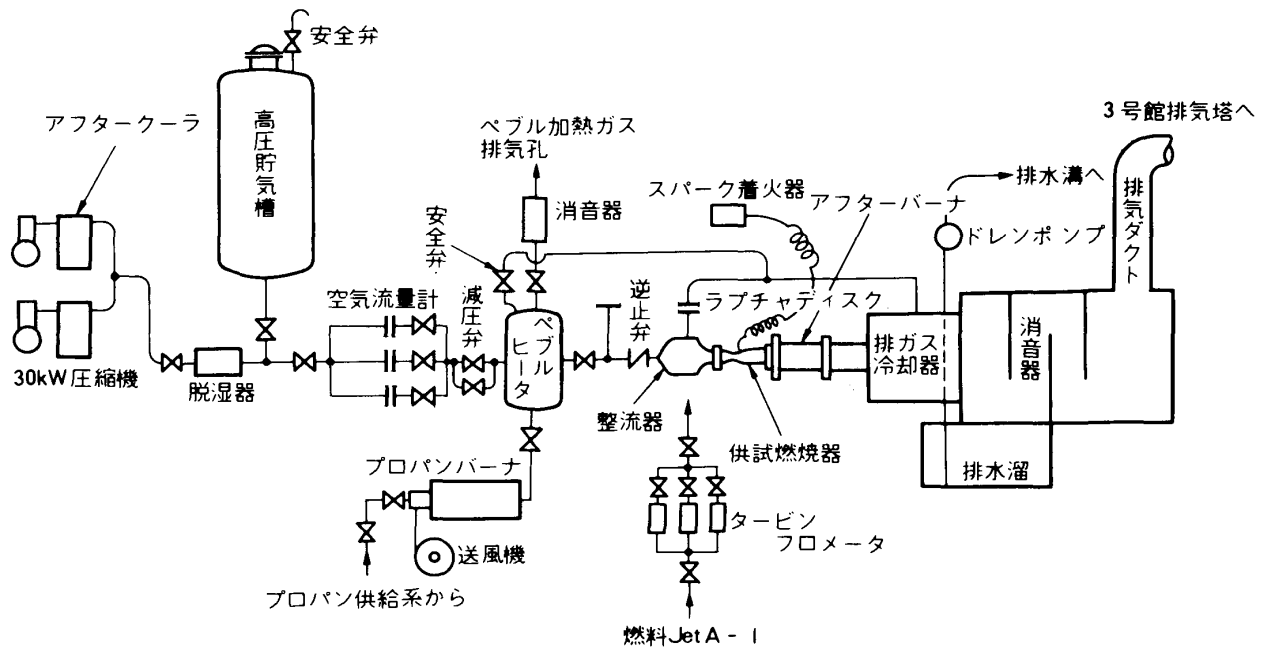 安全弁
アフタークーラ
高圧貯気槽
ペブル加熱ガス
排気孔
3号館排気塔へ
スパーク着火器
アフターバーナ
排水溝へ
消音器
安全弁
排気ダクト
ドレンポンプ
空気流量計
減圧弁
逆止弁
ラプチャディスク
ペブル
ヒータ
排ガス
冷却器
消音器
30kW圧縮機
脱湿器
整流器
供試燃焼器
排水溜
プロパンバーナ
タービン
フロメータ
送風機
プロパン供給系から
燃料JetA-1